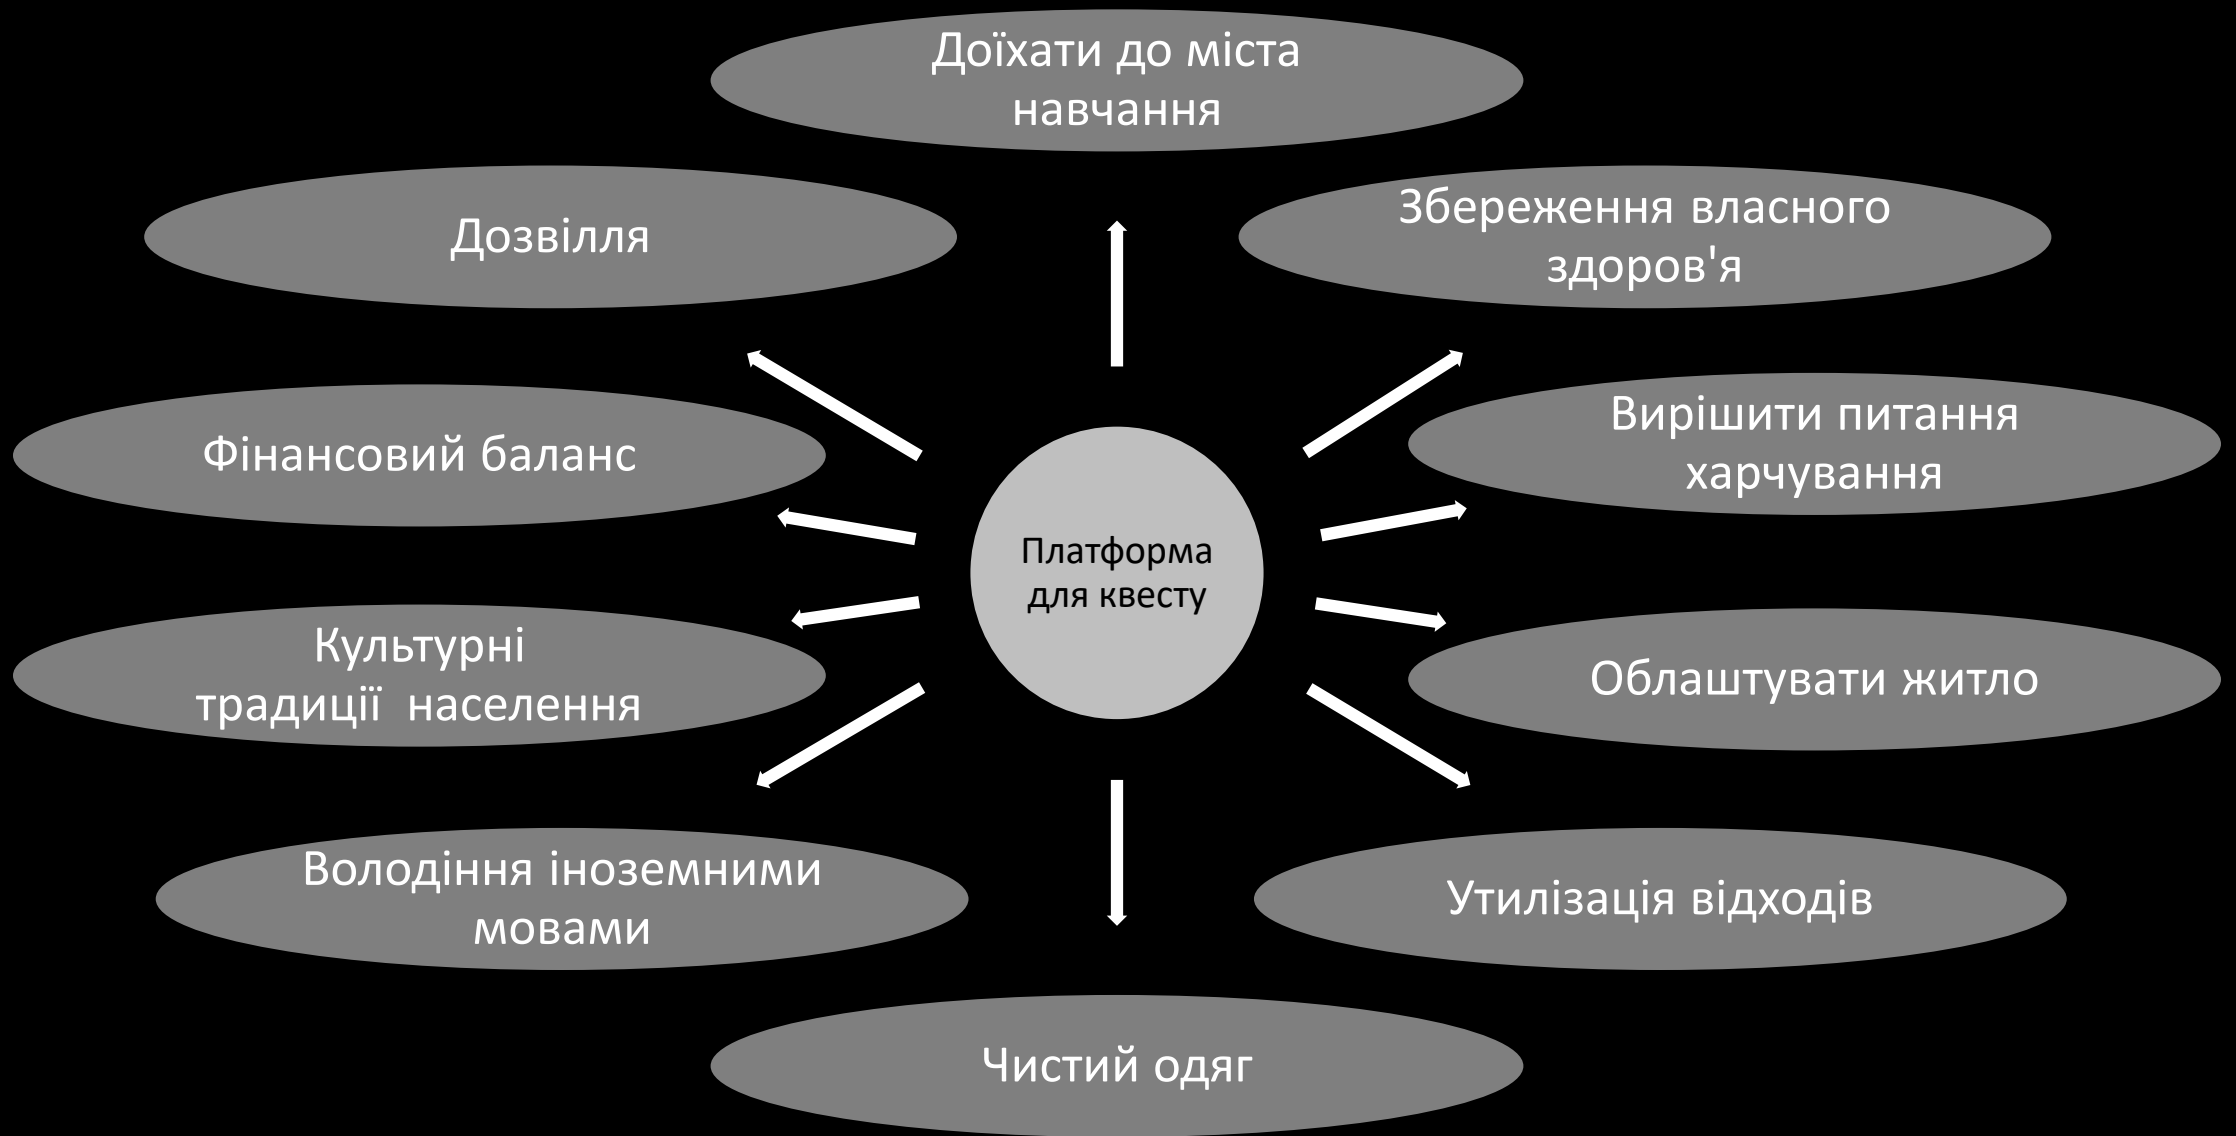 Доїхати до міста
навчання
Дозвілля
Збереження власного
здоров'я
Фінансовий баланс
Вирішити питання
харчування
Платформа
для квесту
Культурні
традиції  населення
Облаштувати житло
Володіння іноземними
мовами
Утилізація відходів
Чистий одяг